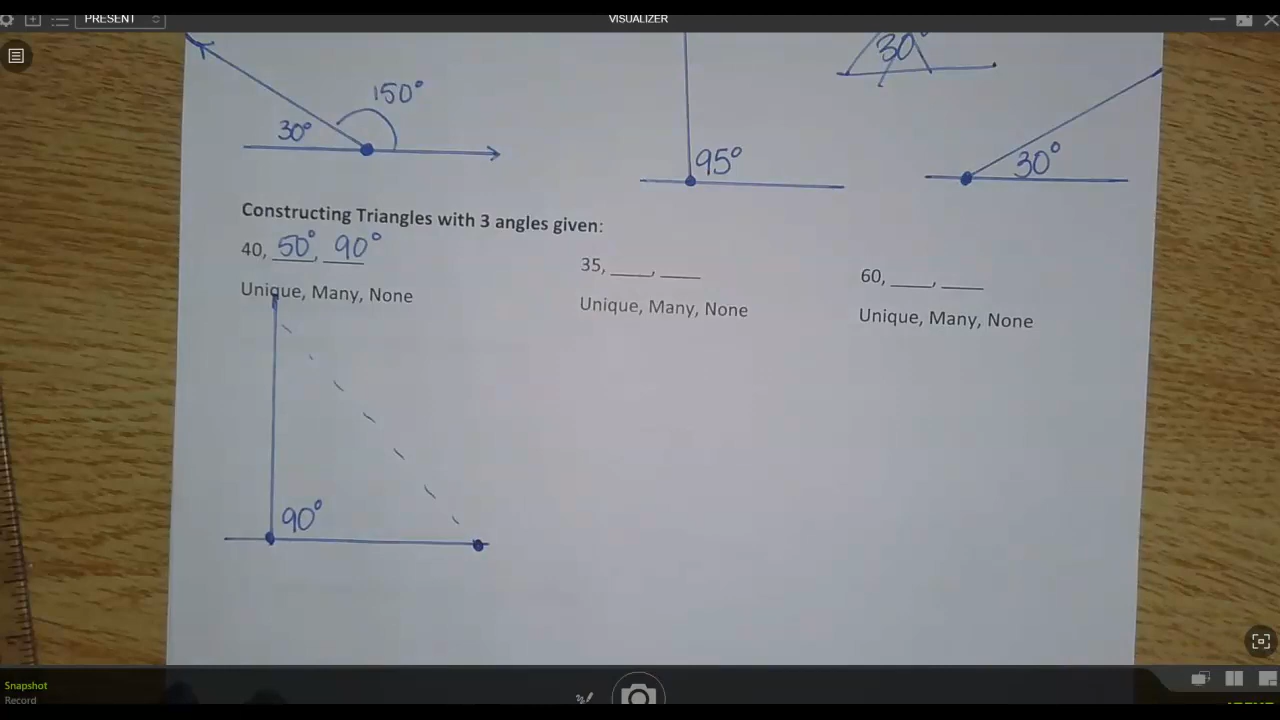 PRESENT
VISUALIZER
30°
150°
30°
95°
30°
Constructing Triangles with 3 angles given:
40, 50°, 90°
Unique, Many, None
35, ____, ____
Unique, Many, None
60, ____, ____
Unique, Many, None
90°
Snapshot
Record